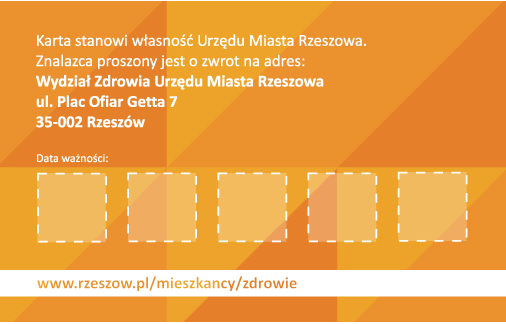 Karta stanowi własność Urzędu Miasta Rzeszowa.
Znalazca proszony jest o zwrot na adres:
Wydział Zdrowia Urzędu Miasta Rzeszowa
ul. Plac Ofiar Getta 7
35-002 Rzeszów
Data ważności:
www.rzeszow.pl/mieszkancy/zdrowie